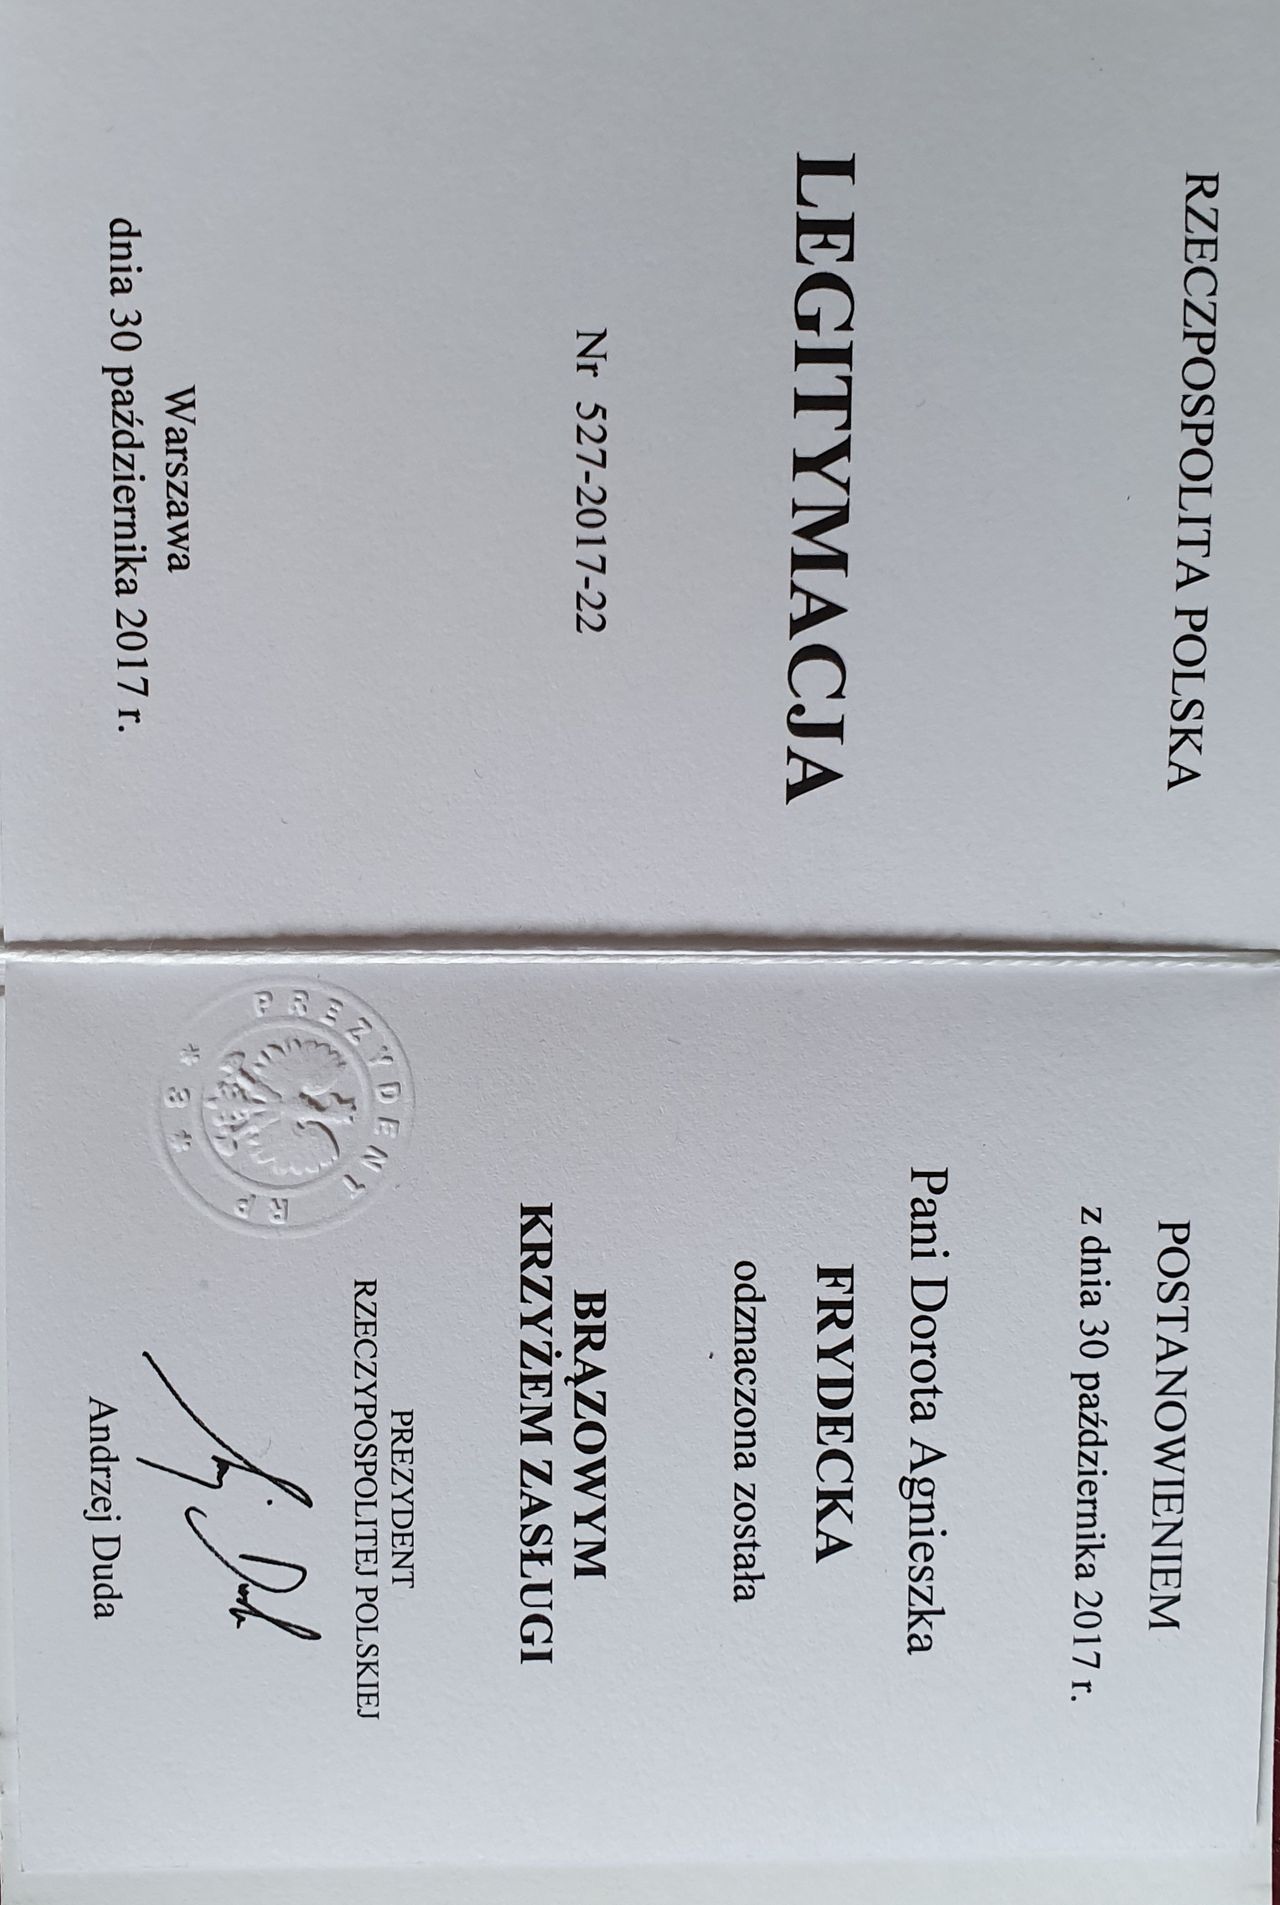 RZECZPOSPOLITA POLSKA
LEGITYMACJA
Nr 527-2017-22
Warszawa
dnia 30 października 2017 r.
POSTANOWIENIEM
z dnia 30 października 2017 r.
Pani Dorota Agnieszka
FRYDECKA
odznaczona została
BRĄZOWYM
KRZYŻEM ZASŁUGI
PREZYDENT
RZECZYPOSPOLITEJ POLSKIEJ
Andrzej Duda
PREZYDENT RP
* 3 *